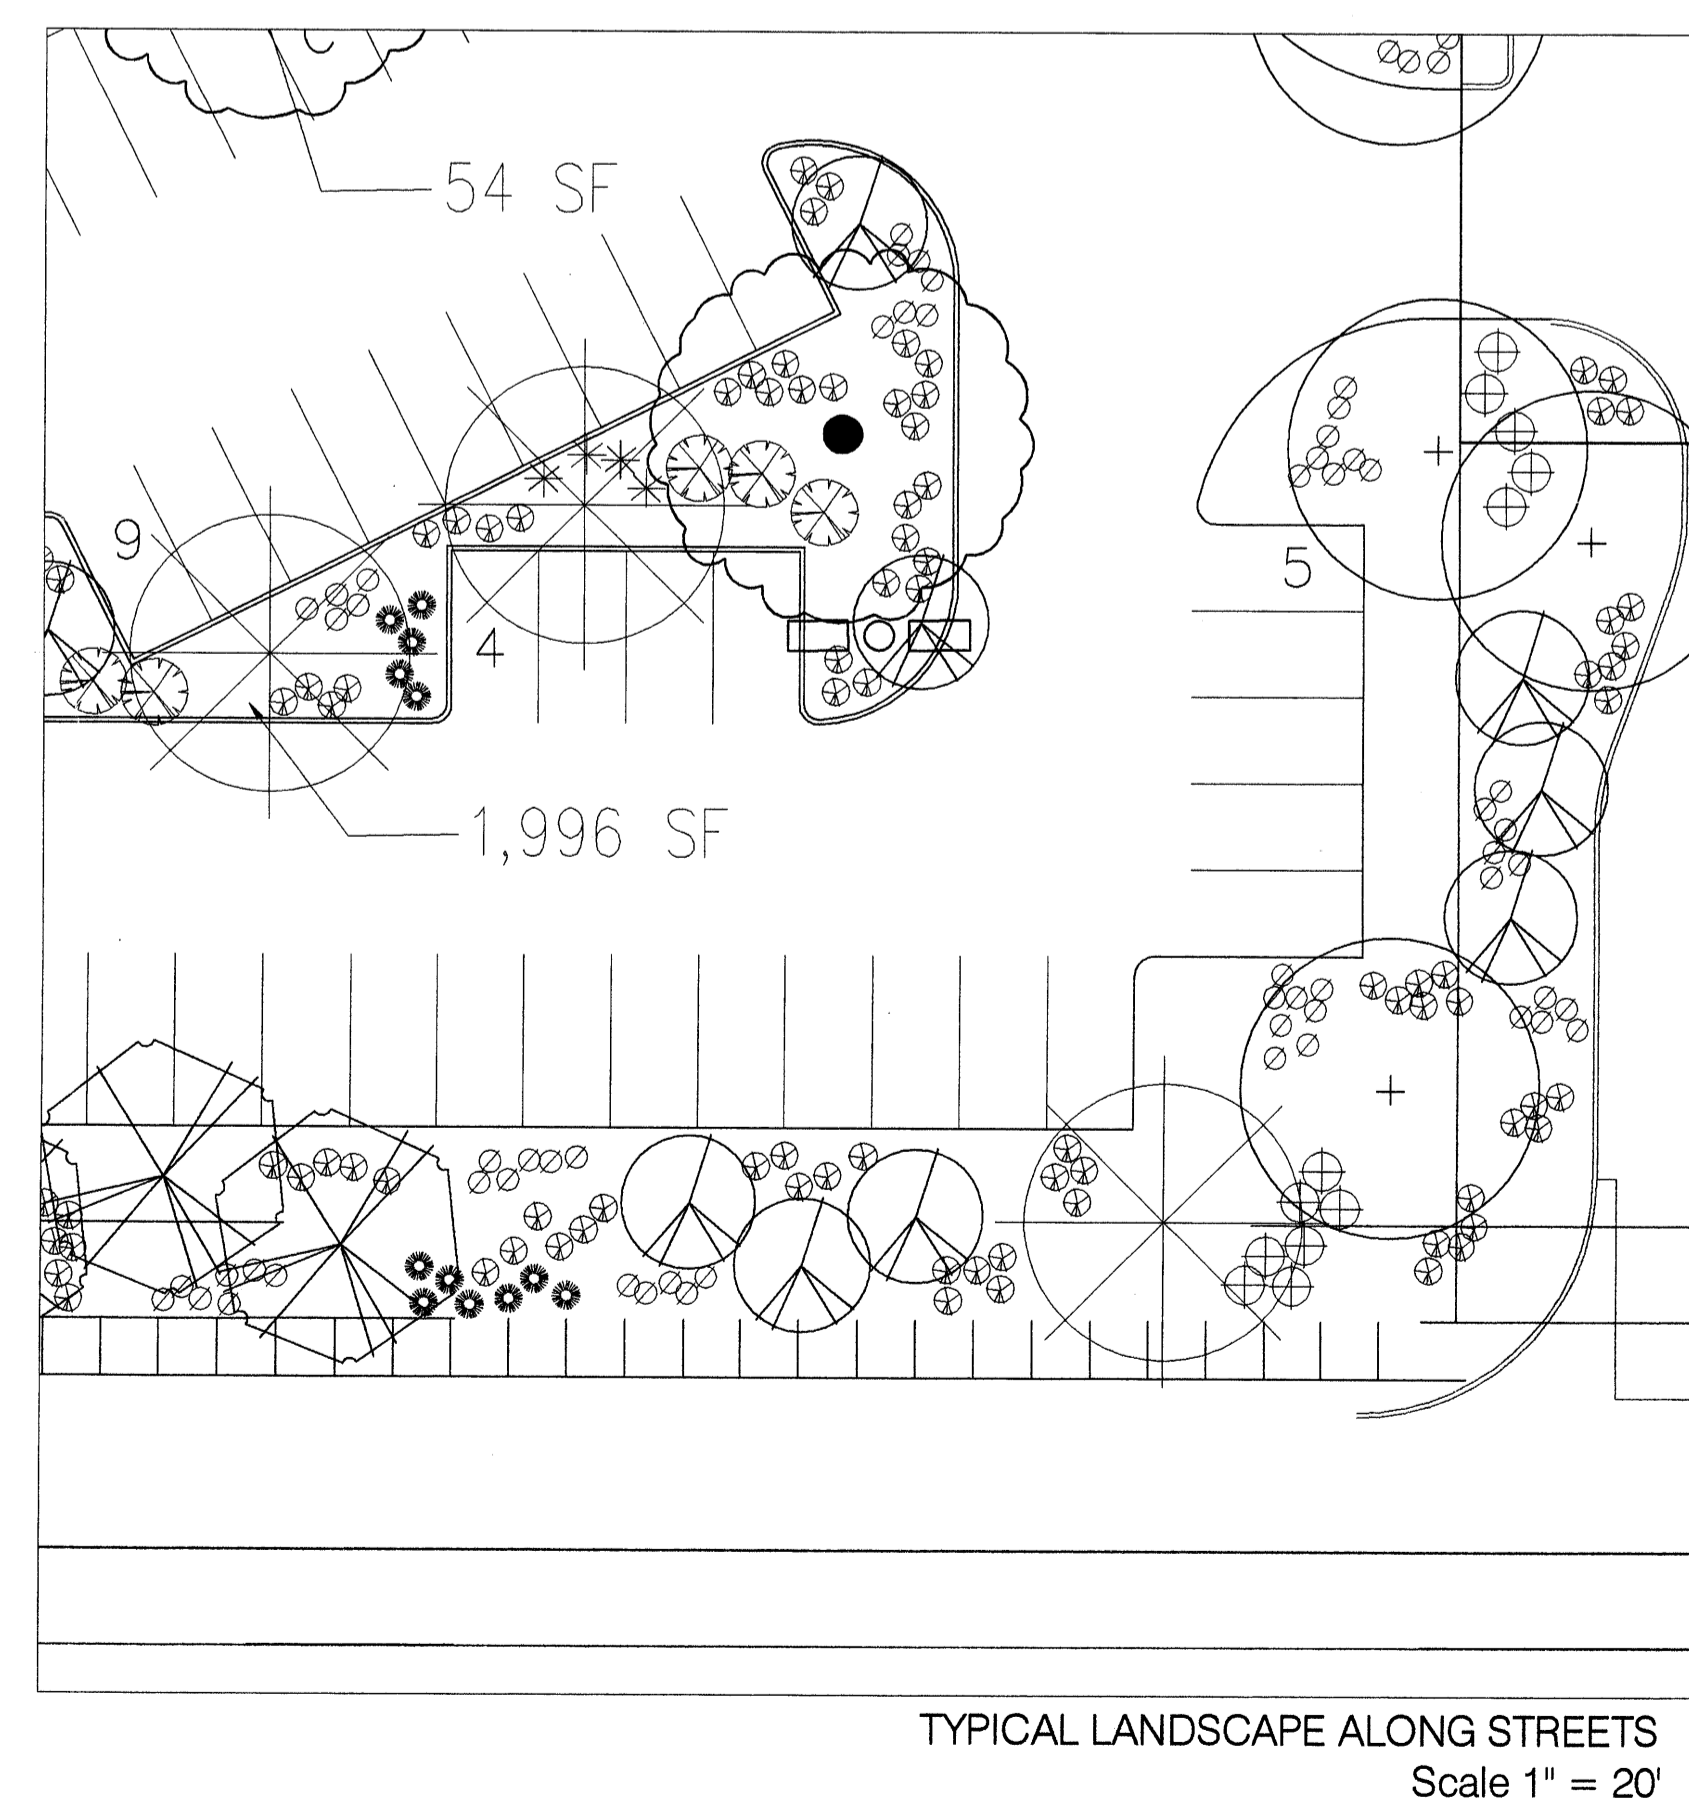 54 SF
9
5
4
1,996 SF
TYPICAL LANDSCAPE ALONG STREETS
Scale 1" = 20'